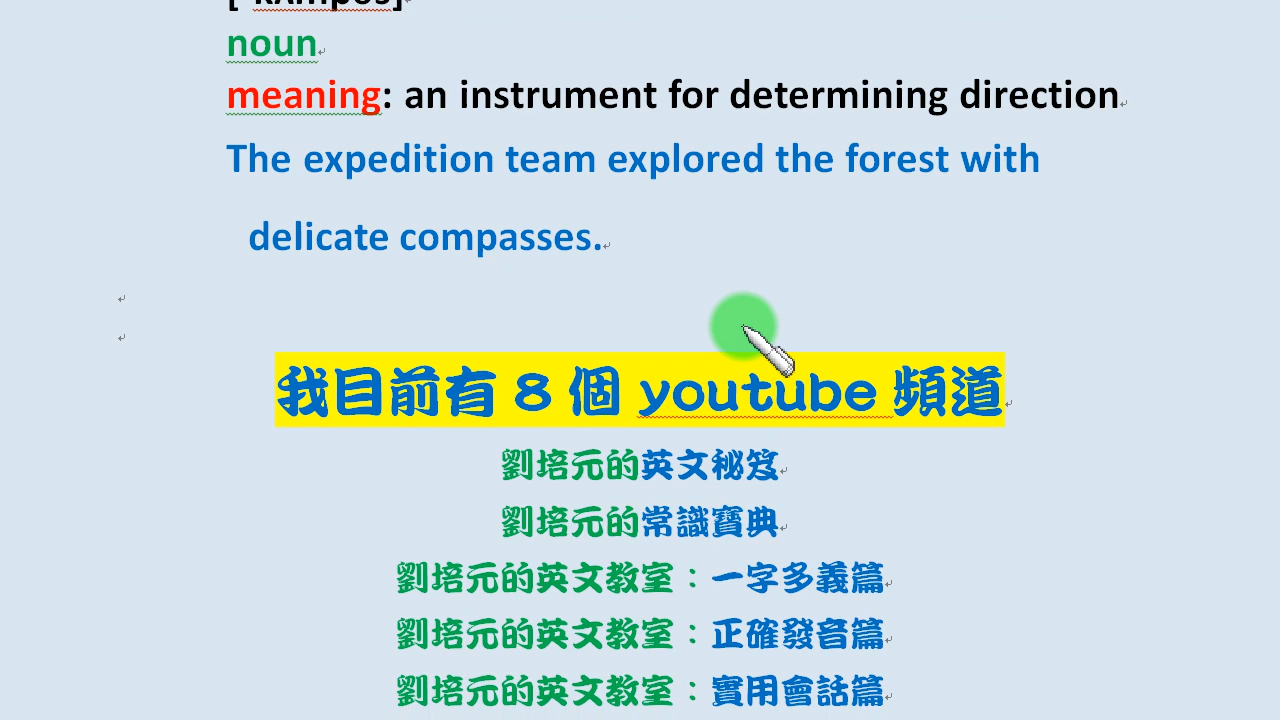 noun
meaning: an instrument for determining direction
The expedition team explored the forest with
delicate compasses.
我目前有 8 個 youtube 頻道
劉培元的英文秘笈
劉培元的常識寶典
劉培元的英文教室：一字多義篇
劉培元的英文教室：正確發音篇
劉培元的英文教室：實用會話篇